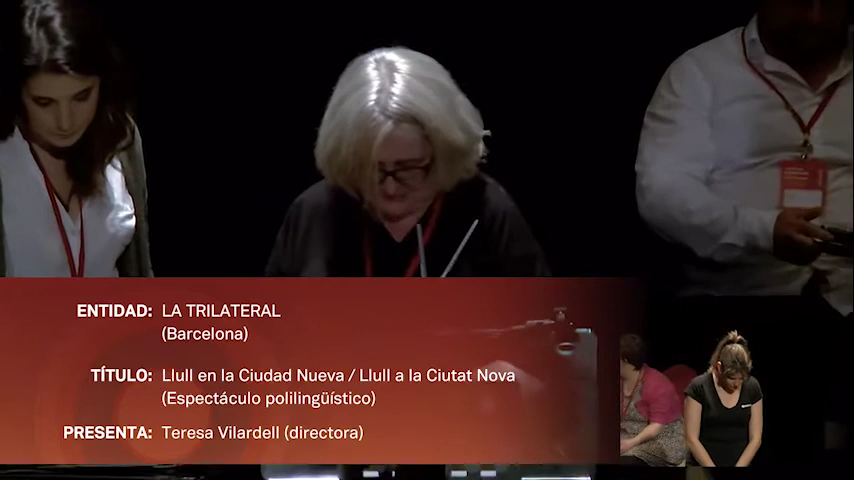 ENTIDAD: LA TRILATERAL
(Barcelona)
TÍTULO: Llull en la Ciudad Nueva / Llull a la Ciutat Nova
(Espectáculo polilingüístico)
PRESENTA: Teresa Vilardell (directora)